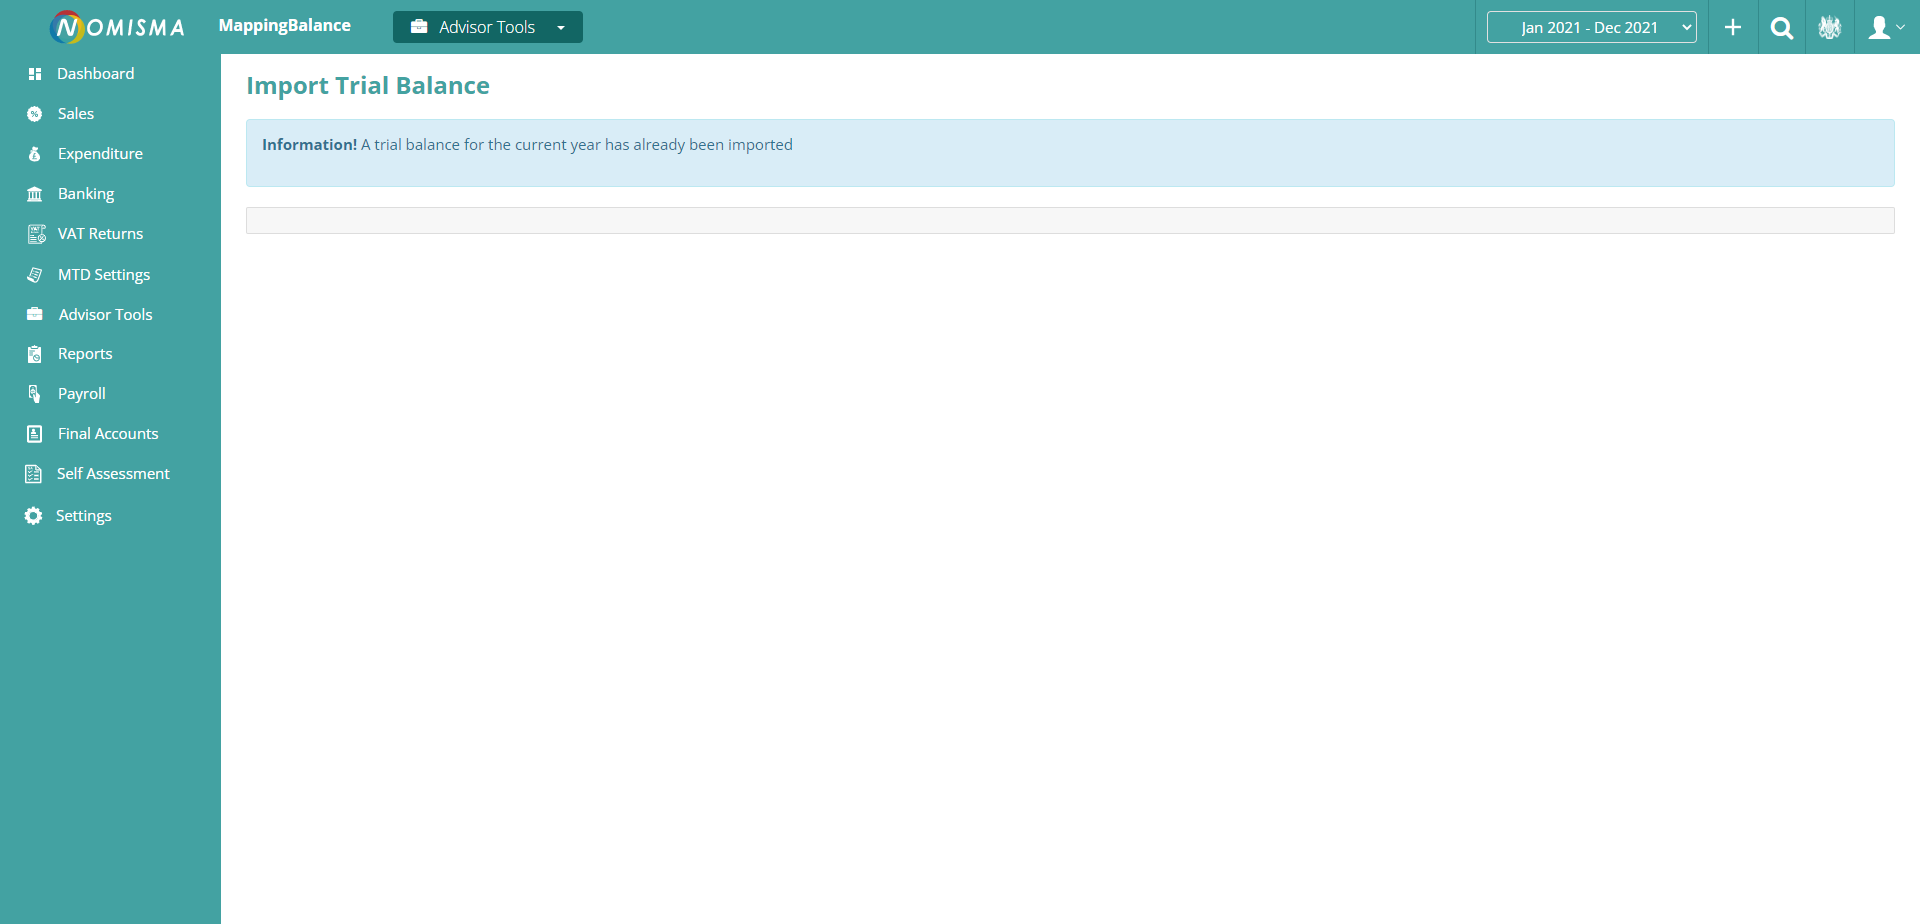 NOMISMA
MappingBalance
Advisor Tools
Jan 2021 - Dec 2021
Dashboard
Sales
Expenditure
Banking
VAT Returns
MTD Settings
Advisor Tools
Reports
Payroll
Final Accounts
Self Assessment
Settings
Import Trial Balance
Information! A trial balance for the current year has already been imported